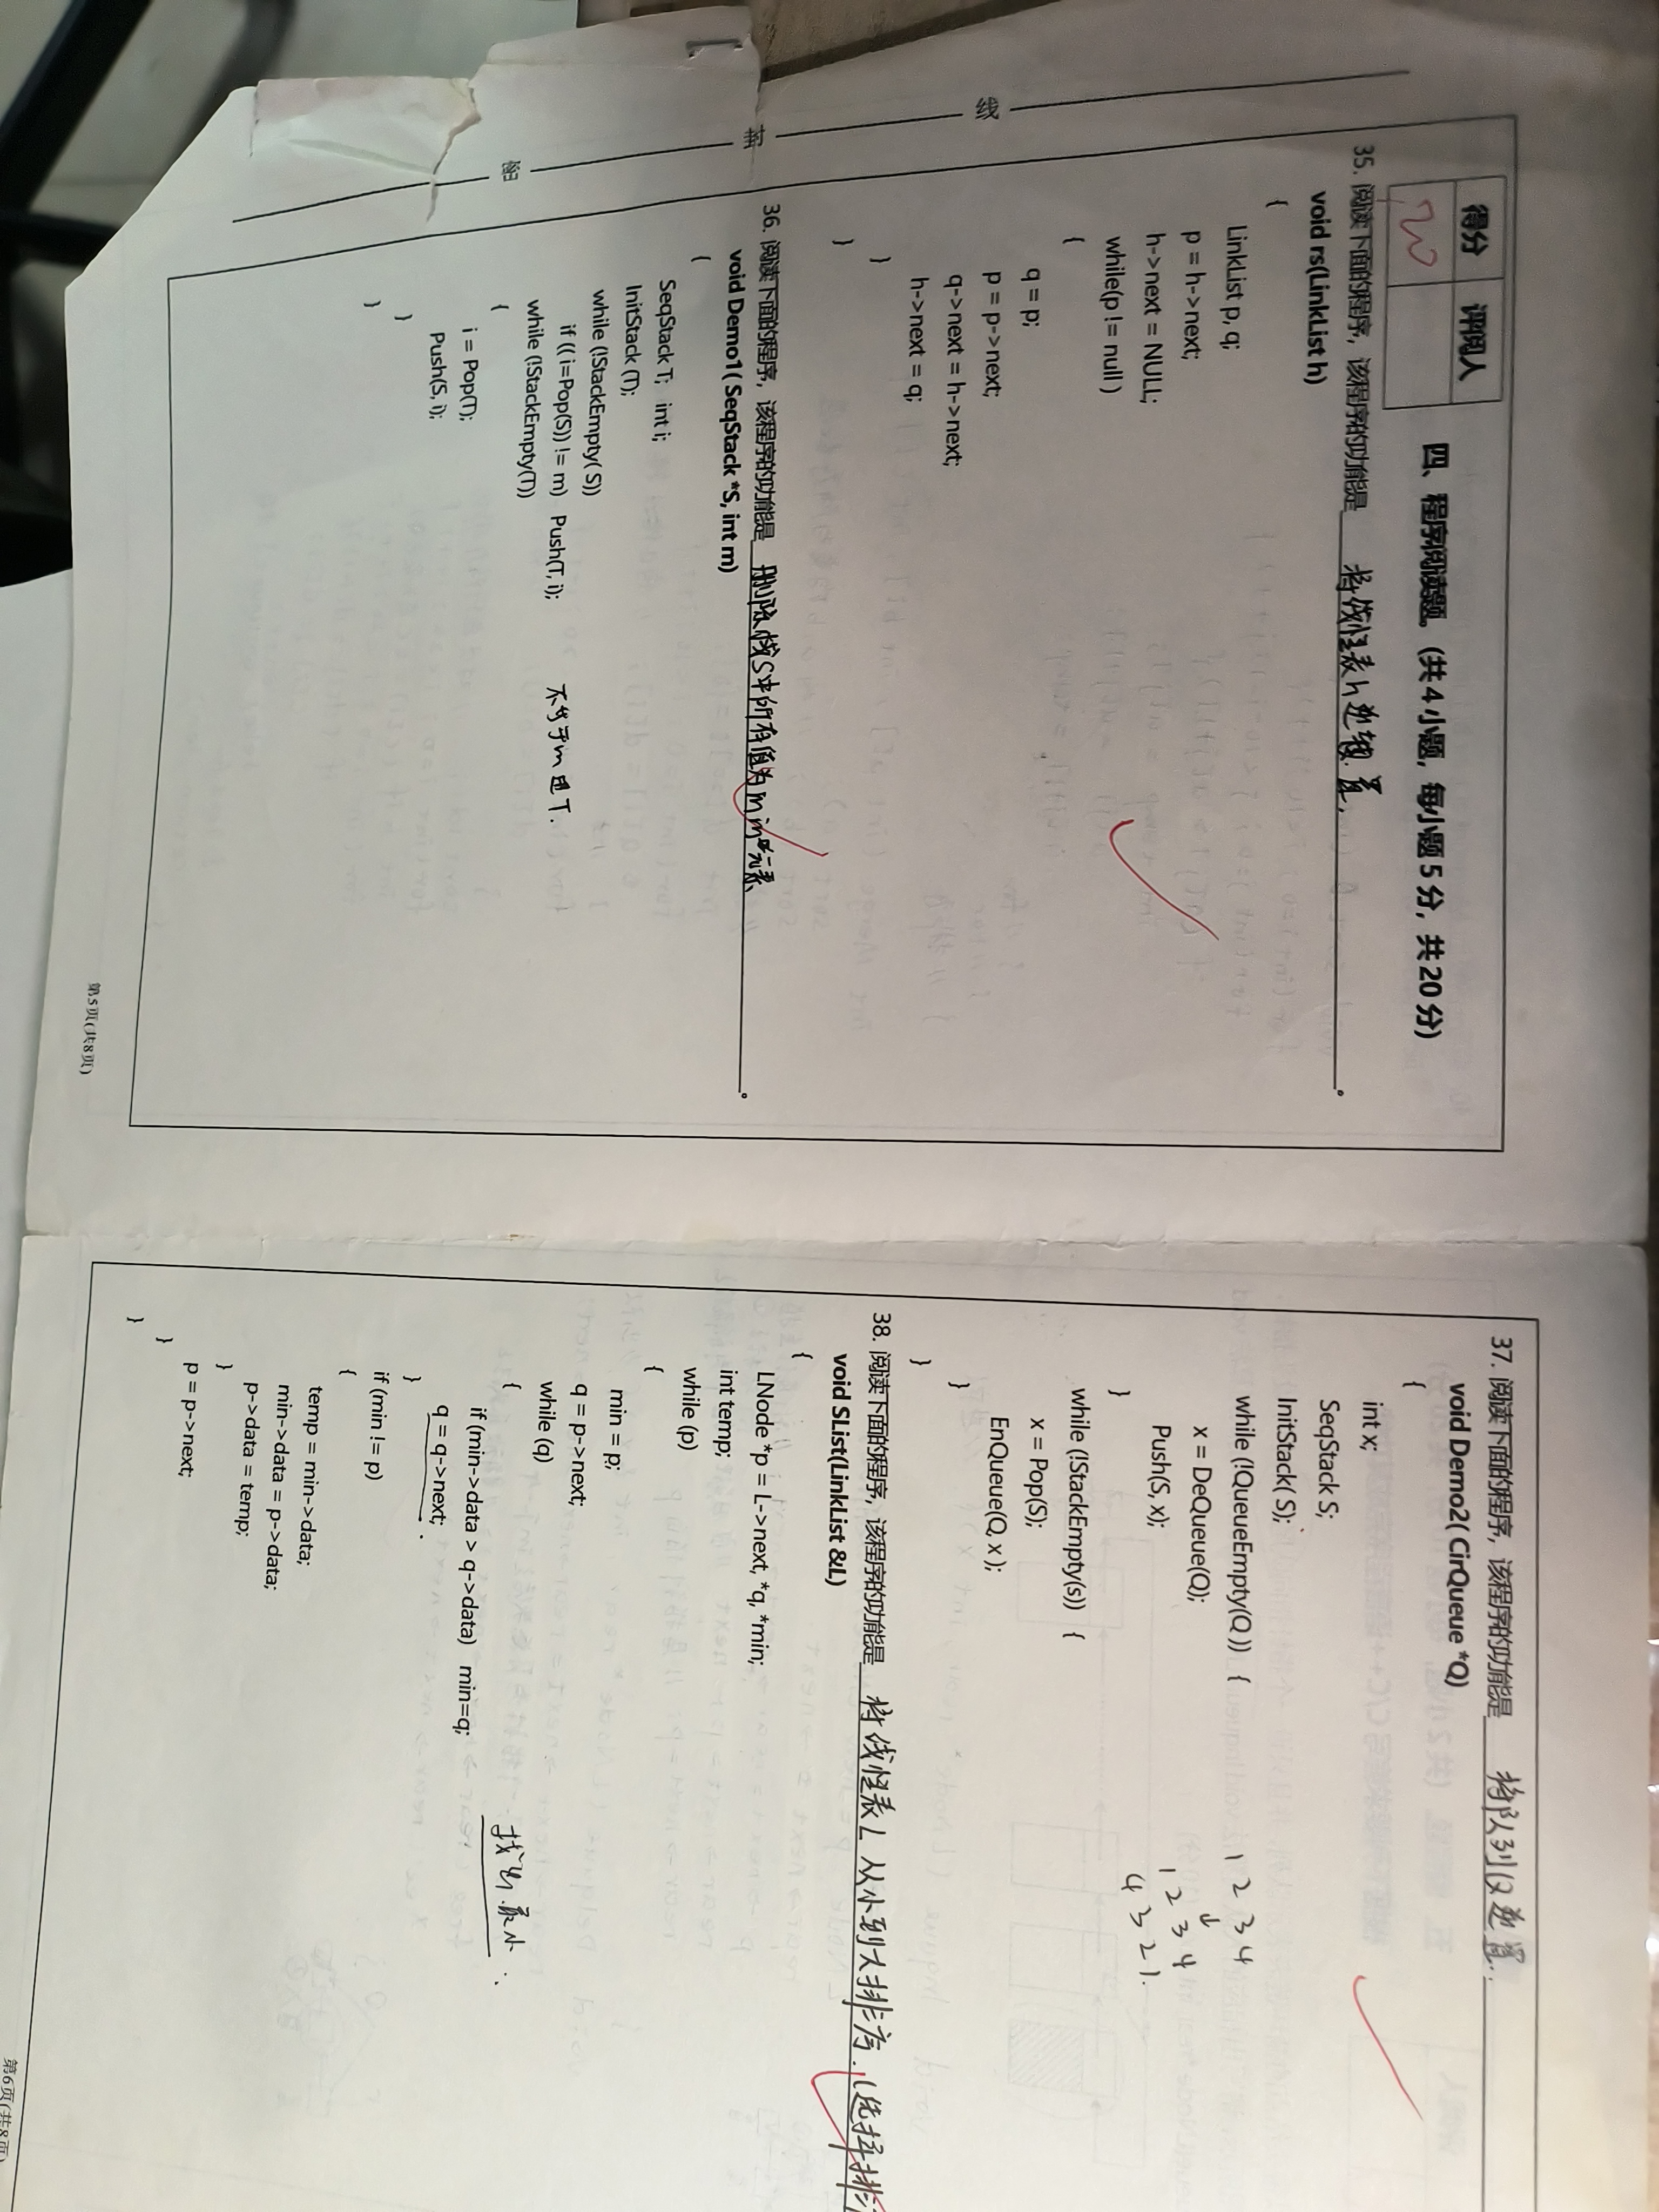 密 封 线
得分 评阅人
20
四、程序阅读题。(共 4 小题, 每小题 5 分, 共 20 分)
35. 阅读下面的程序, 该程序的功能是 将线性表h逆置.
void rs(LinkList h)
{
LinkList p, q;
p = h->next;
h->next = NULL;
while(p != null )
{
q = p;
p = p->next;
q->next = h->next;
h->next = q;
}
}
36. 阅读下面的程序, 该程序的功能是 删除栈S中所有值为m的元素。
void Demo1( SeqStack *S, int m)
{
SeqStack T; int i;
InitStack (T);
while (!StackEmpty( S))
if (( i=Pop(S)) != m) Push(T, i); 不等于m进T.
while (!StackEmpty(T))
{
i = Pop(T);
Push(S, i);
}
}
第5页(共8页)
37. 阅读下面的程序, 该程序的功能是 将队列Q逆置.
void Demo2( CirQueue *Q)
{
int x;
SeqStack S;
InitStack( S);
while (!QueueEmpty(Q )) { 1 2 3 4
x = DeQueue(Q); ↓
Push(S, x); 1 2 3 4
} 4 3 2 1.
while (!StackEmpty(s)) {
x = Pop(S);
EnQueue(Q, x );
}
}
38. 阅读下面的程序, 该程序的功能是 将线性表L 从小到大排序.(选择排
void SList(LinkList &L)
{
LNode *p = L->next, *q, *min;
int temp;
while (p)
{
min = p;
q = p->next;
while (q)
{
if (min->data > q->data) min=q; 找出最小.
q = q->next;
}
if (min != p)
{
temp = min->data;
min->data = p->data;
p->data = temp;
}
p = p->next;
}
}
第6页(共8页)